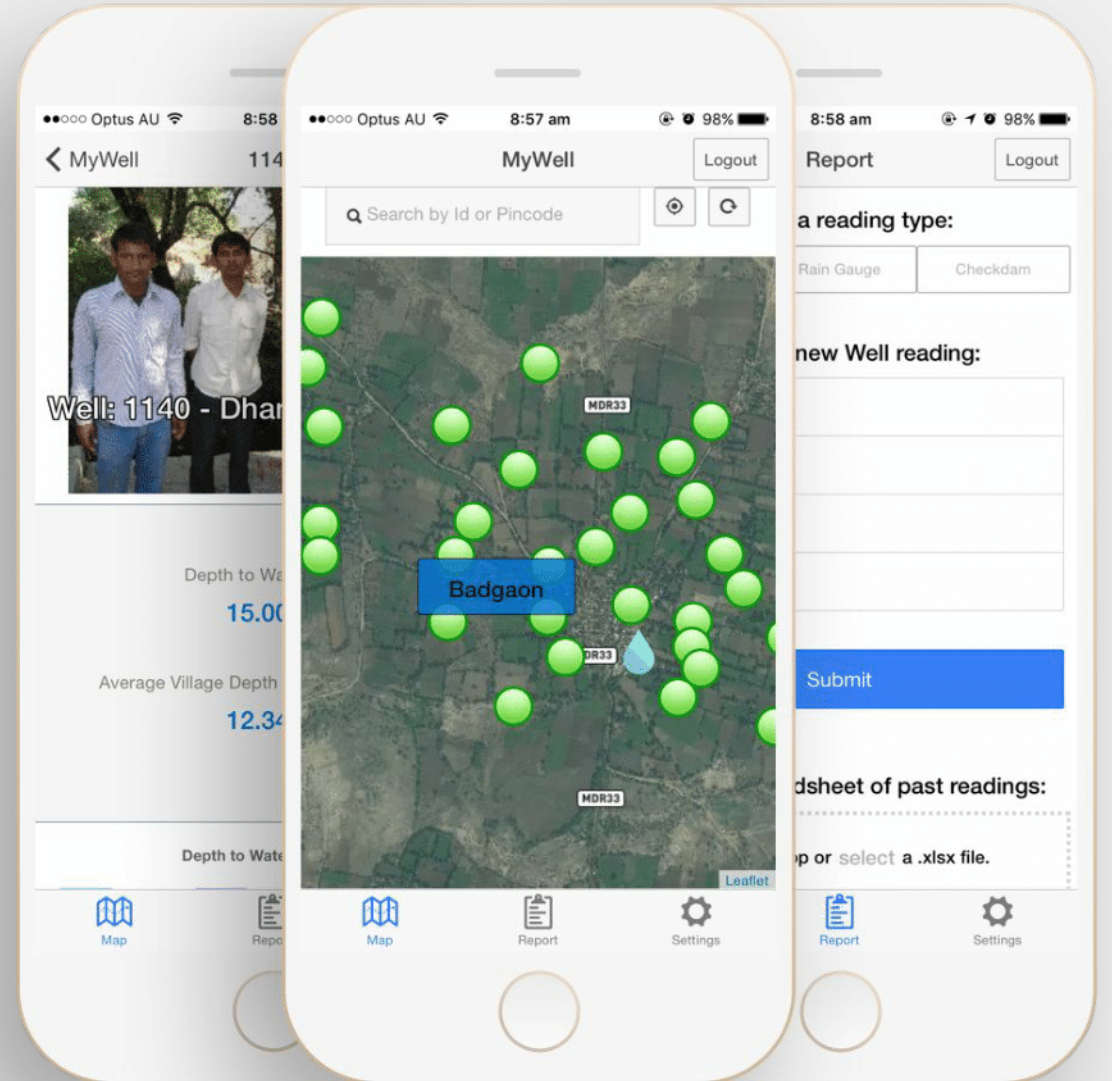 Optus AU 8:58
MyWell 114
Well: 1140 - Dhar
Depth to Wa
15.00
Average Village Depth
12.34
Depth to Wate
Map Repo
Optus AU 8:57 am 98%
MyWell Logout
Search by Id or Pincode
MDR33
Badgaon
DR33
MDR33
Leaflet
Map Report Settings
8:58 am 98%
Report Logout
a reading type:
Rain Gauge Checkdam
new Well reading:
Submit
dsheet of past readings:
p or select a .xlsx file.
Report Settings